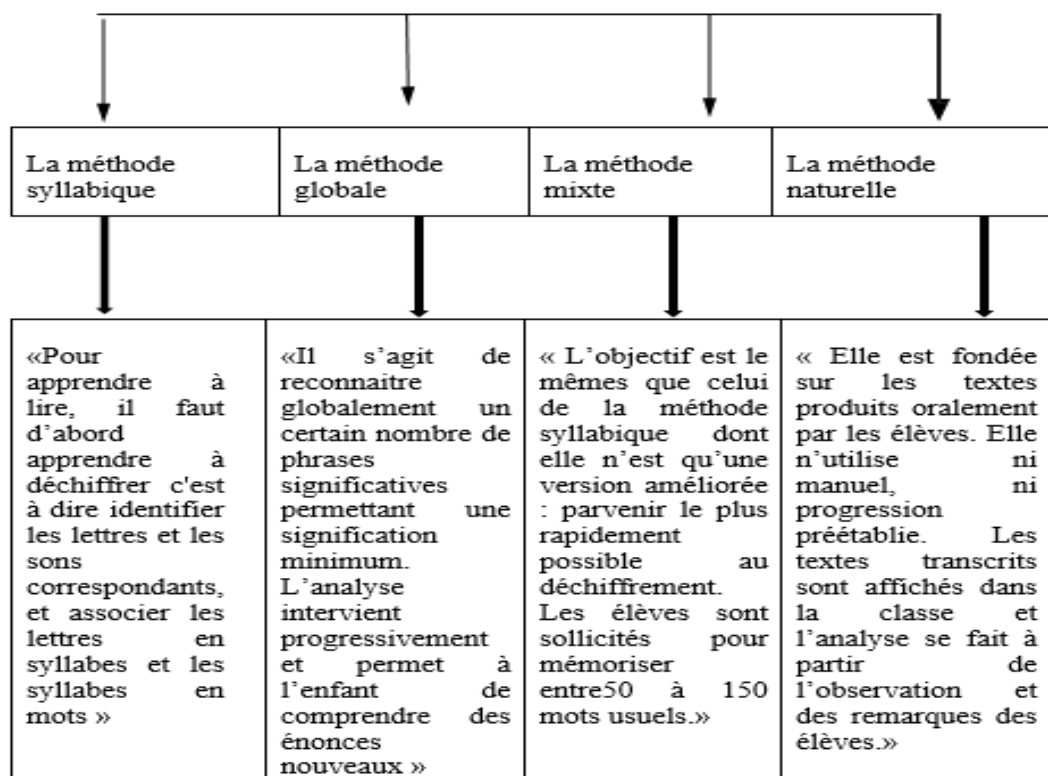 La méthode
syllabique
La méthode
globale
La méthode
mixte
La méthode
naturelle
«Pour
apprendre à
lire, il faut
d’abord
apprendre à
déchiffrer c'est
à dire identifier
les lettres et les
sons
correspondants,
et associer les
lettres en
syllabes et les
syllabes en
mots »
«Il s’agit de
reconnaitre
globalement un
certain nombre de
phrases
significatives
permettant une
signification
minimum.
L’analyse
intervient
progressivement
et permet à
l’enfant de
comprendre des
énonces
nouveaux »
« L’objectif est le
mêmes que celui
de la méthode
syllabique dont
elle n’est qu’une
version améliorée
: parvenir le plus
rapidement
possible au
déchiffrement.
Les élèves sont
sollicités pour
mémoriser
entre50 à 150
mots usuels.»
« Elle est fondée
sur les textes
produits oralement
par les élèves. Elle
n’utilise ni
manuel, ni
progression
préétablie. Les
textes transcrits
sont affichés dans
la classe et
l’analyse se fait à
partir de
l’observation et
des remarques des
élèves.»